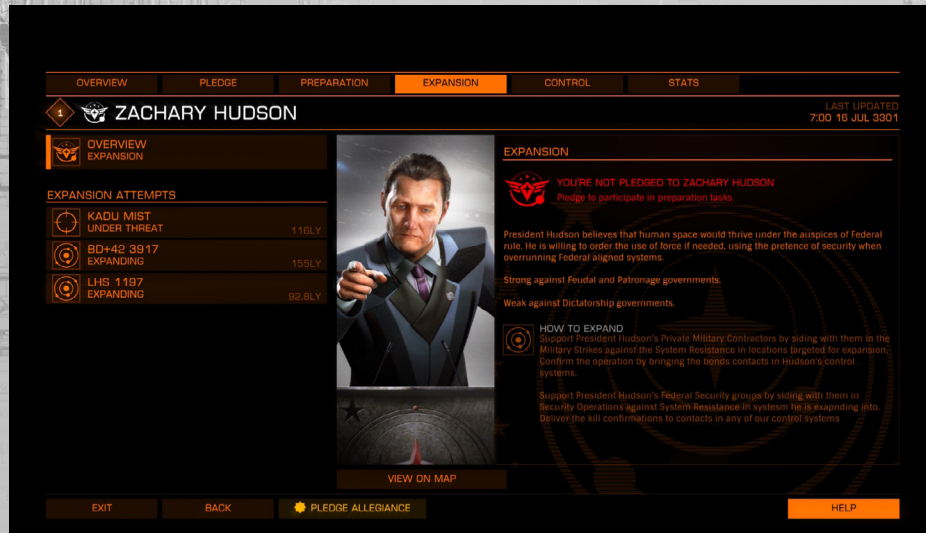 OVERVIEW PLEDGE PREPARATION EXPANSION CONTROL STATS
1 ZACHARY HUDSON
LAST UPDATED
7:00 16 JUL 3301
OVERVIEW
EXPANSION
EXPANSION ATTEMPTS
KADU MIST
UNDER THREAT 116LY
BD+42 3917
EXPANDING 155LY
LHS 1197
EXPANDING 92.8LY
EXPANSION
YOU'RE NOT PLEDGED TO ZACHARY HUDSON
Pledge to participate in preparation tasks.
President Hudson believes that human space would thrive under the auspices of Federal
rule. He is willing to order the use of force if needed, using the pretence of security when
overrunning Federal aligned systems.
Strong against Feudal and Patronage governments.
Weak against Dictatorship governments.
HOW TO EXPAND
Support President Hudson's Private Military Contractors by siding with them in the
Military Strikes against the System Resistance in locations targeted for expansion.
Confirm the operation by bringing the bonds contacts in Hudson's control
systems.
Support President Hudson's Federal Security groups by siding with them in
Security Operations against System Resistance in systesm he is exapnding into.
Deliver the kill confirmations to contacts in any of our control systems
VIEW ON MAP
EXIT BACK PLEDGE ALLEGIANCE HELP